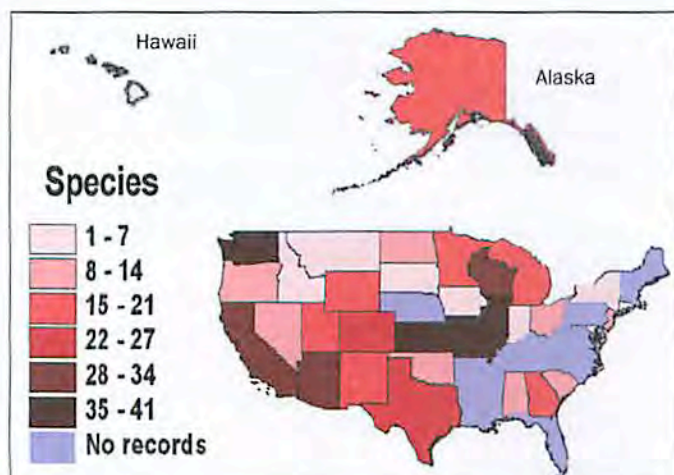 Hawaii
Alaska
Species
1 - 7
8 - 14
15 - 21
22 - 27
28 - 34
35 - 41
No records